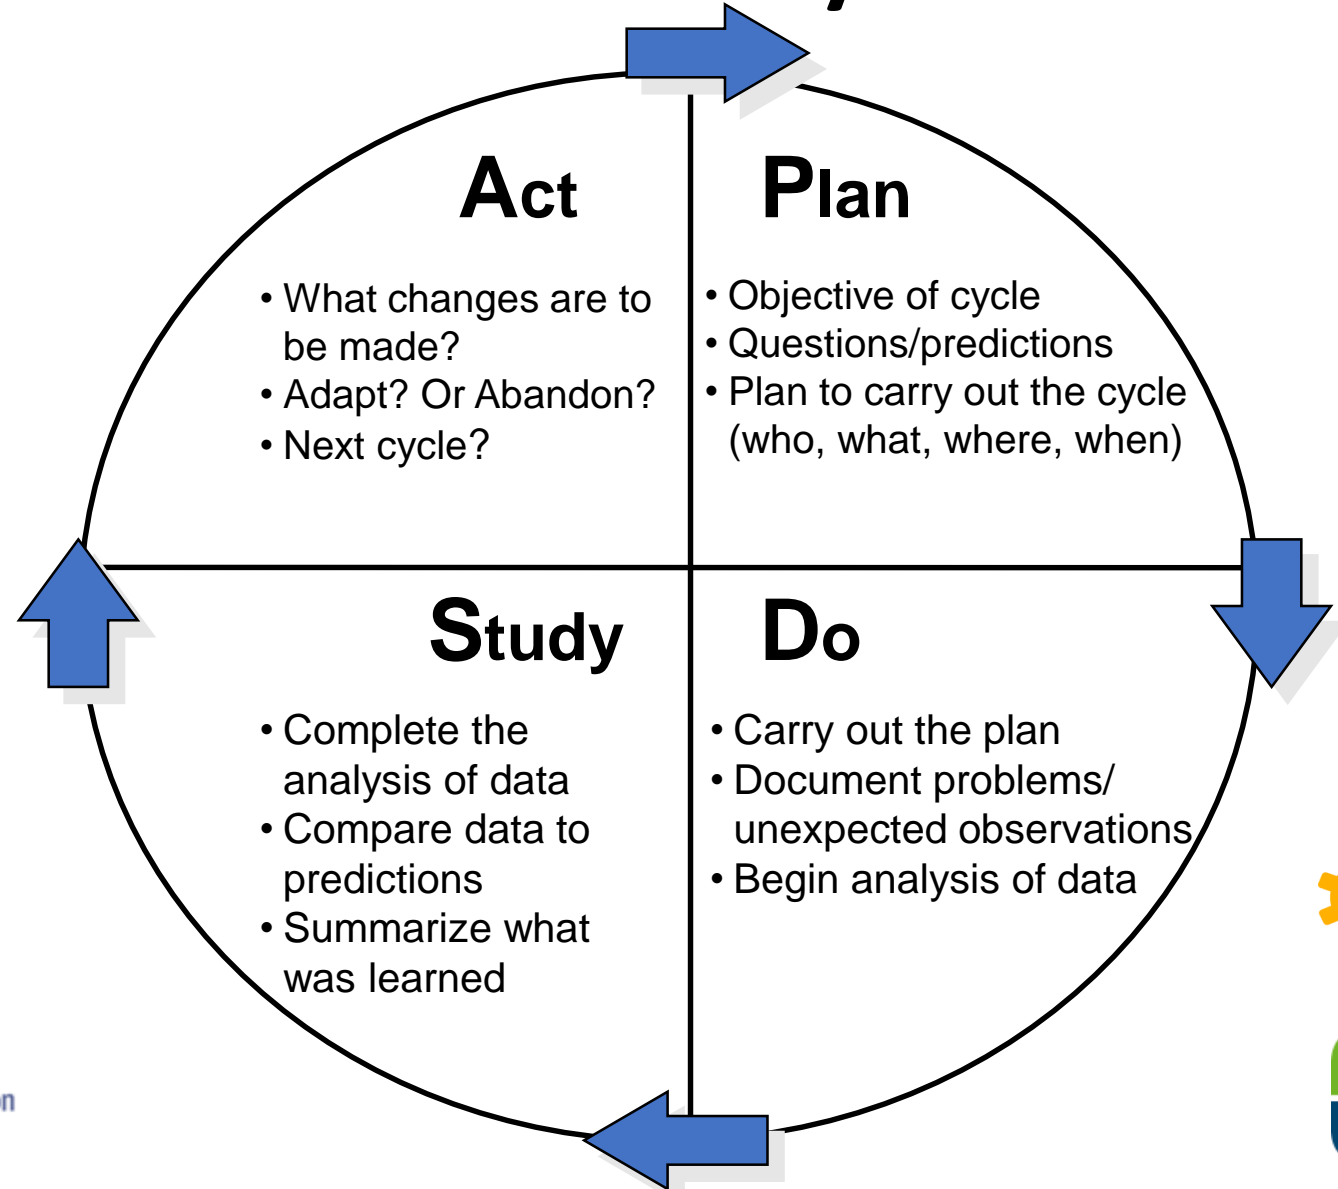 Act
• What changes are to
be made?
• Adapt? Or Abandon?
• Next cycle?
Plan
• Objective of cycle
• Questions/predictions
• Plan to carry out the cycle
(who, what, where, when)
Study
• Complete the
analysis of data
• Compare data to
predictions
• Summarize what
was learned
Do
• Carry out the plan
• Document problems/
unexpected observations
• Begin analysis of data